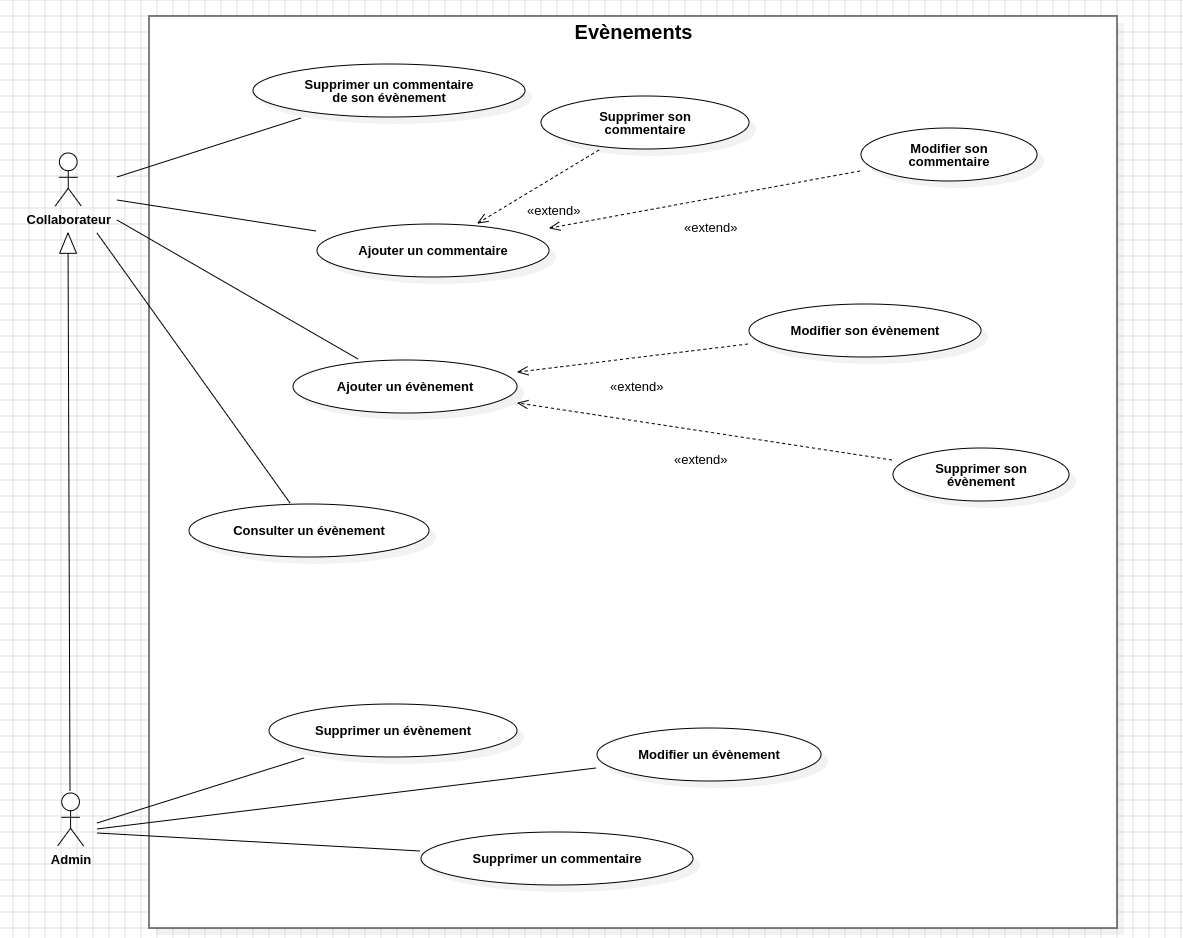 Evènements
Supprimer un commentaire
de son évènement
Supprimer son
commentaire
Modifier son
commentaire
Collaborateur
«extend»
«extend»
Ajouter un commentaire
Modifier son évènement
Ajouter un évènement
«extend»
«extend»
Supprimer son
évènement
Consulter un évènement
Supprimer un évènement
Modifier un évènement
Supprimer un commentaire
Admin